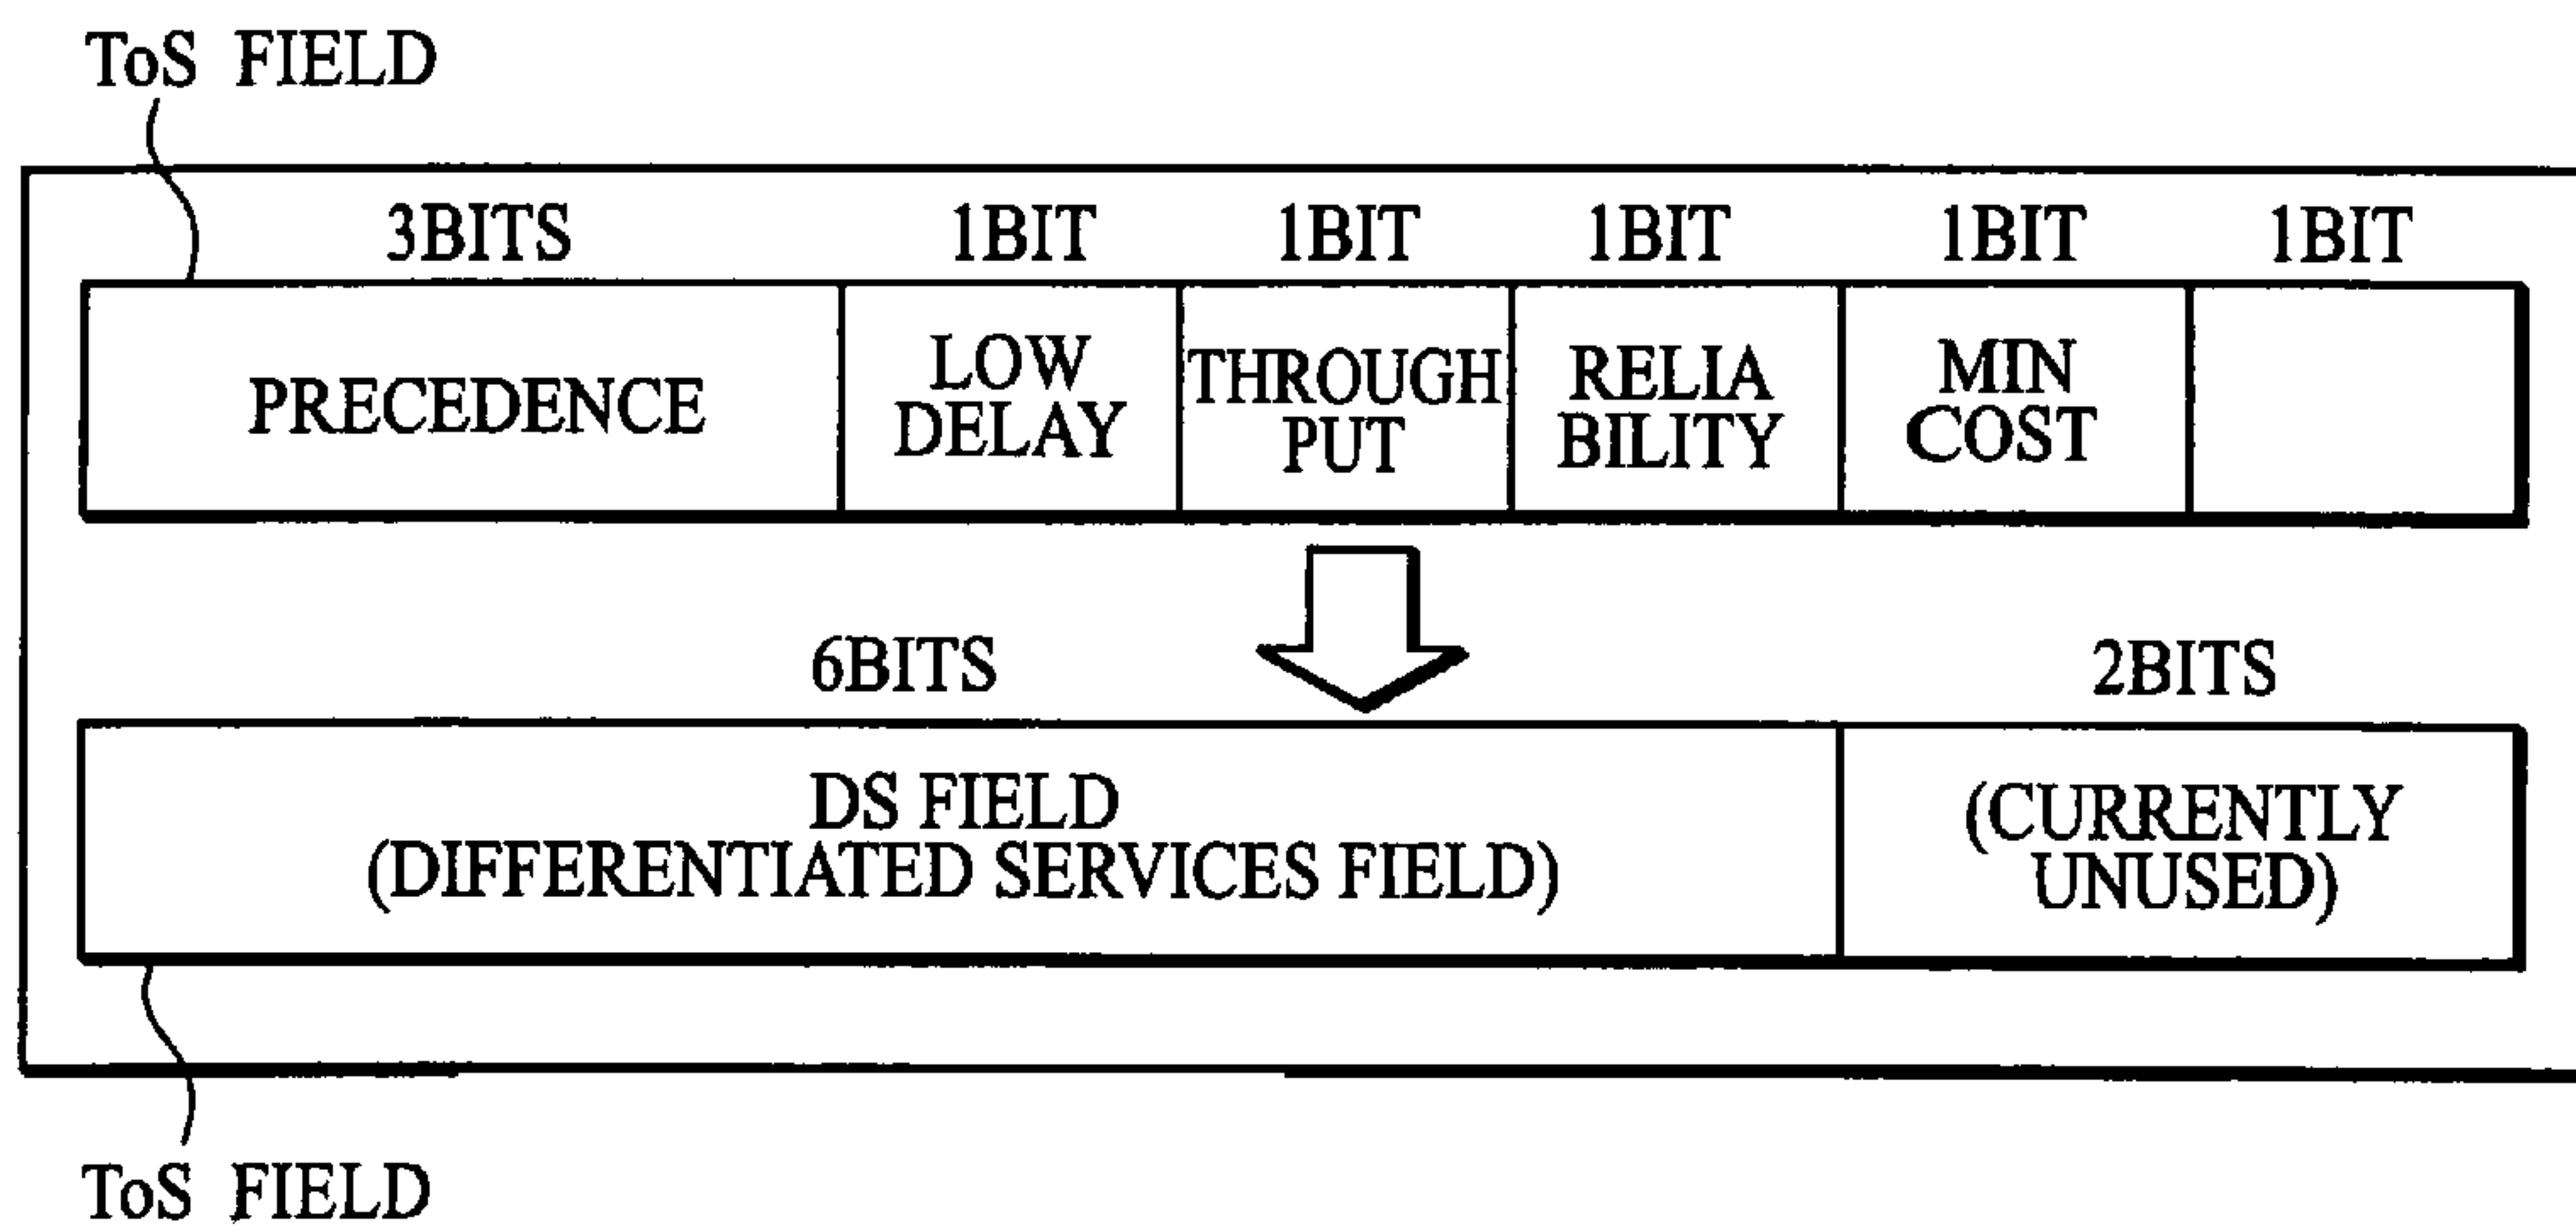 ToS FIELD
3BITS 1BIT 1BIT 1BIT 1BIT 1BIT
PRECEDENCE
LOW
DELAY
THROUGH
PUT
RELIA
BILITY
MIN
COST
6BITS 2BITS
DS FIELD
(DIFFERENTIATED SERVICES FIELD)
(CURRENTLY
UNUSED)
ToS FIELD